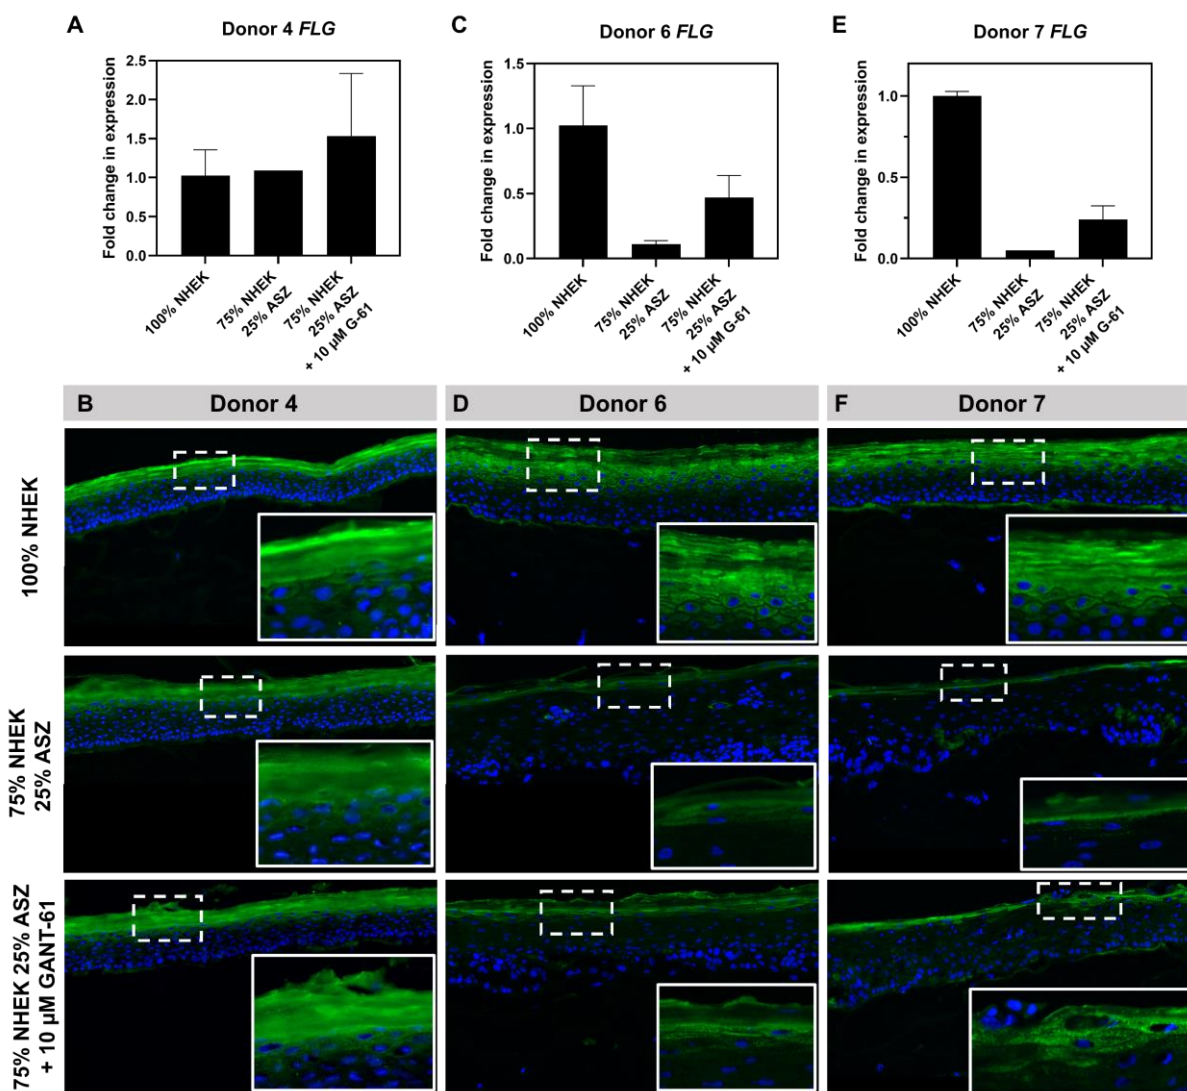 A
Donor 4 FLG
Fold change in expression
2.5
2.0
1.5
1.0
0.5
0.0
100% NHEK
75% NHEK
25% ASZ
75% NHEK
25% ASZ
+ 10 µM G-61
C
Donor 6 FLG
Fold change in expression
1.5
1.0
0.5
0.0
100% NHEK
75% NHEK
25% ASZ
75% NHEK
25% ASZ
+ 10 µM G-61
E
Donor 7 FLG
Fold change in expression
1.0
0.5
0.0
100% NHEK
75% NHEK
25% ASZ
75% NHEK
25% ASZ
+ 10 µM G-61
B Donor 4
D Donor 6
F Donor 7
100% NHEK
75% NHEK
25% ASZ
75% NHEK 25% ASZ
+ 10 µM GANT-61